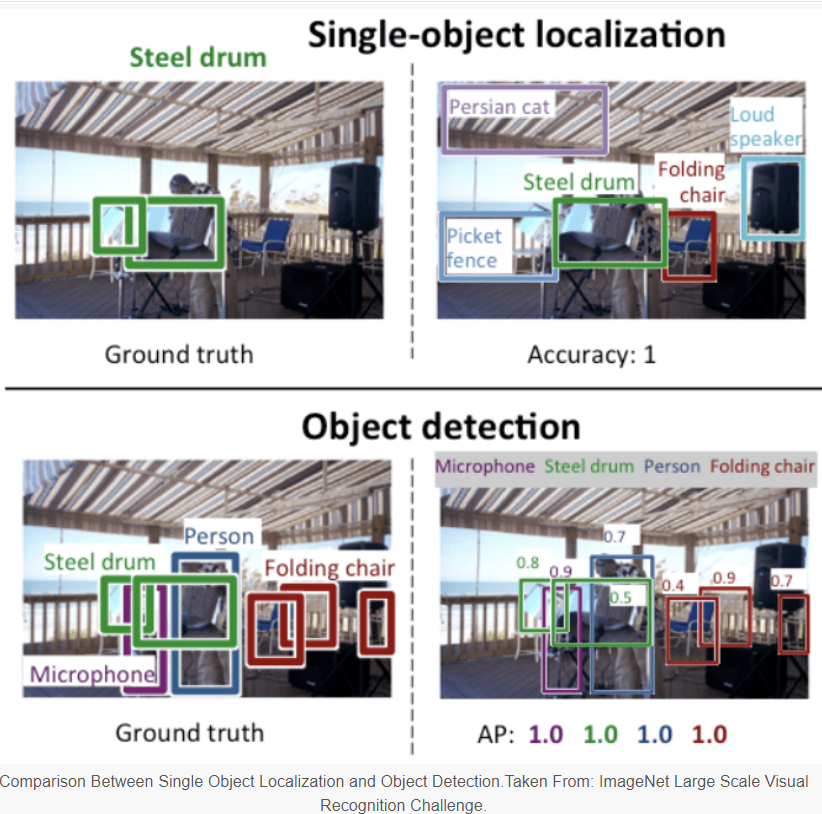 Single-object localization
Steel drum
Persian cat
Loud
speaker
Steel drum
Folding
chair
Picket
fence
Ground truth
Accuracy: 1
Object detection
Microphone Steel drum Person Folding chair
Person
Steel drum
Folding chair
Microphone
0.7
0.8
0.9
0.5
0.4
0.9
0.7
Ground truth
AP: 1.0 1.0 1.0 1.0
Comparison Between Single Object Localization and Object Detection.Taken From: ImageNet Large Scale Visual
Recognition Challenge.